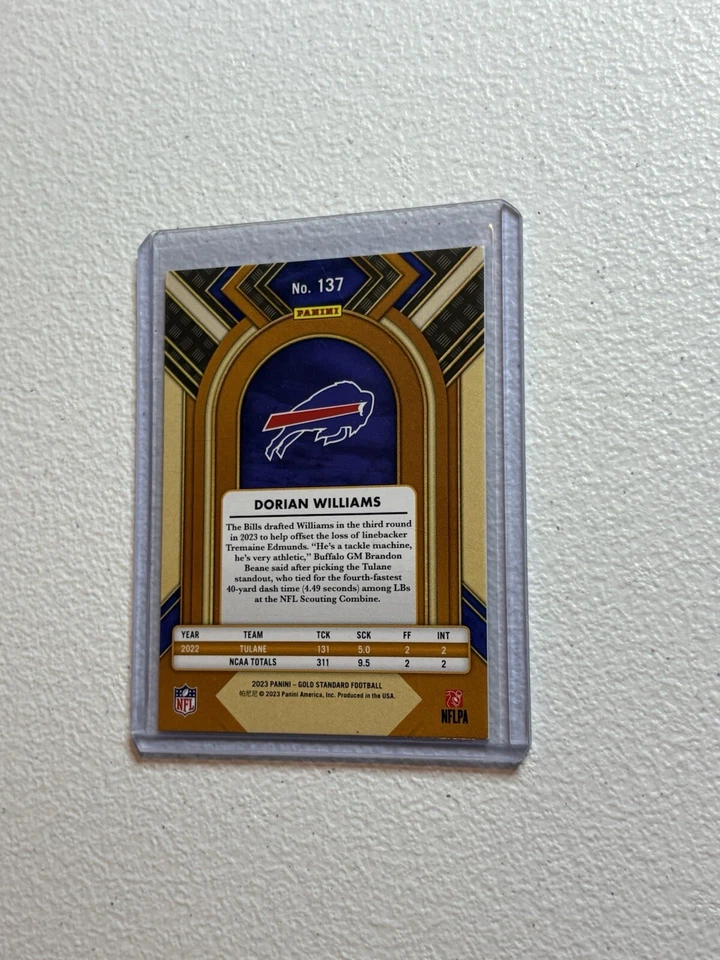 No. 137
PANINI
DORIAN WILLIAMS
The Bills drafted Williams in the third round
in 2023 to help offset the loss of linebacker
Tremaine Edmunds. “He’s a tackle machine,
he’s very athletic,” Buffalo GM Brandon
Beane said after picking the Tulane
standout, who tied for the fourth-fastest
40-yard dash time (4.49 seconds) among LBs
at the NFL Scouting Combine.
YEAR TEAM TCK SCK FF INT
2022 TULANE 131 5.0 2 2
NCAA TOTALS 311 9.5 2 2
2023 PANINI – GOLD STANDARD FOOTBALL
帕尼尼 © 2023 Panini America, Inc. Produced in the USA.
NFL
NFLPA